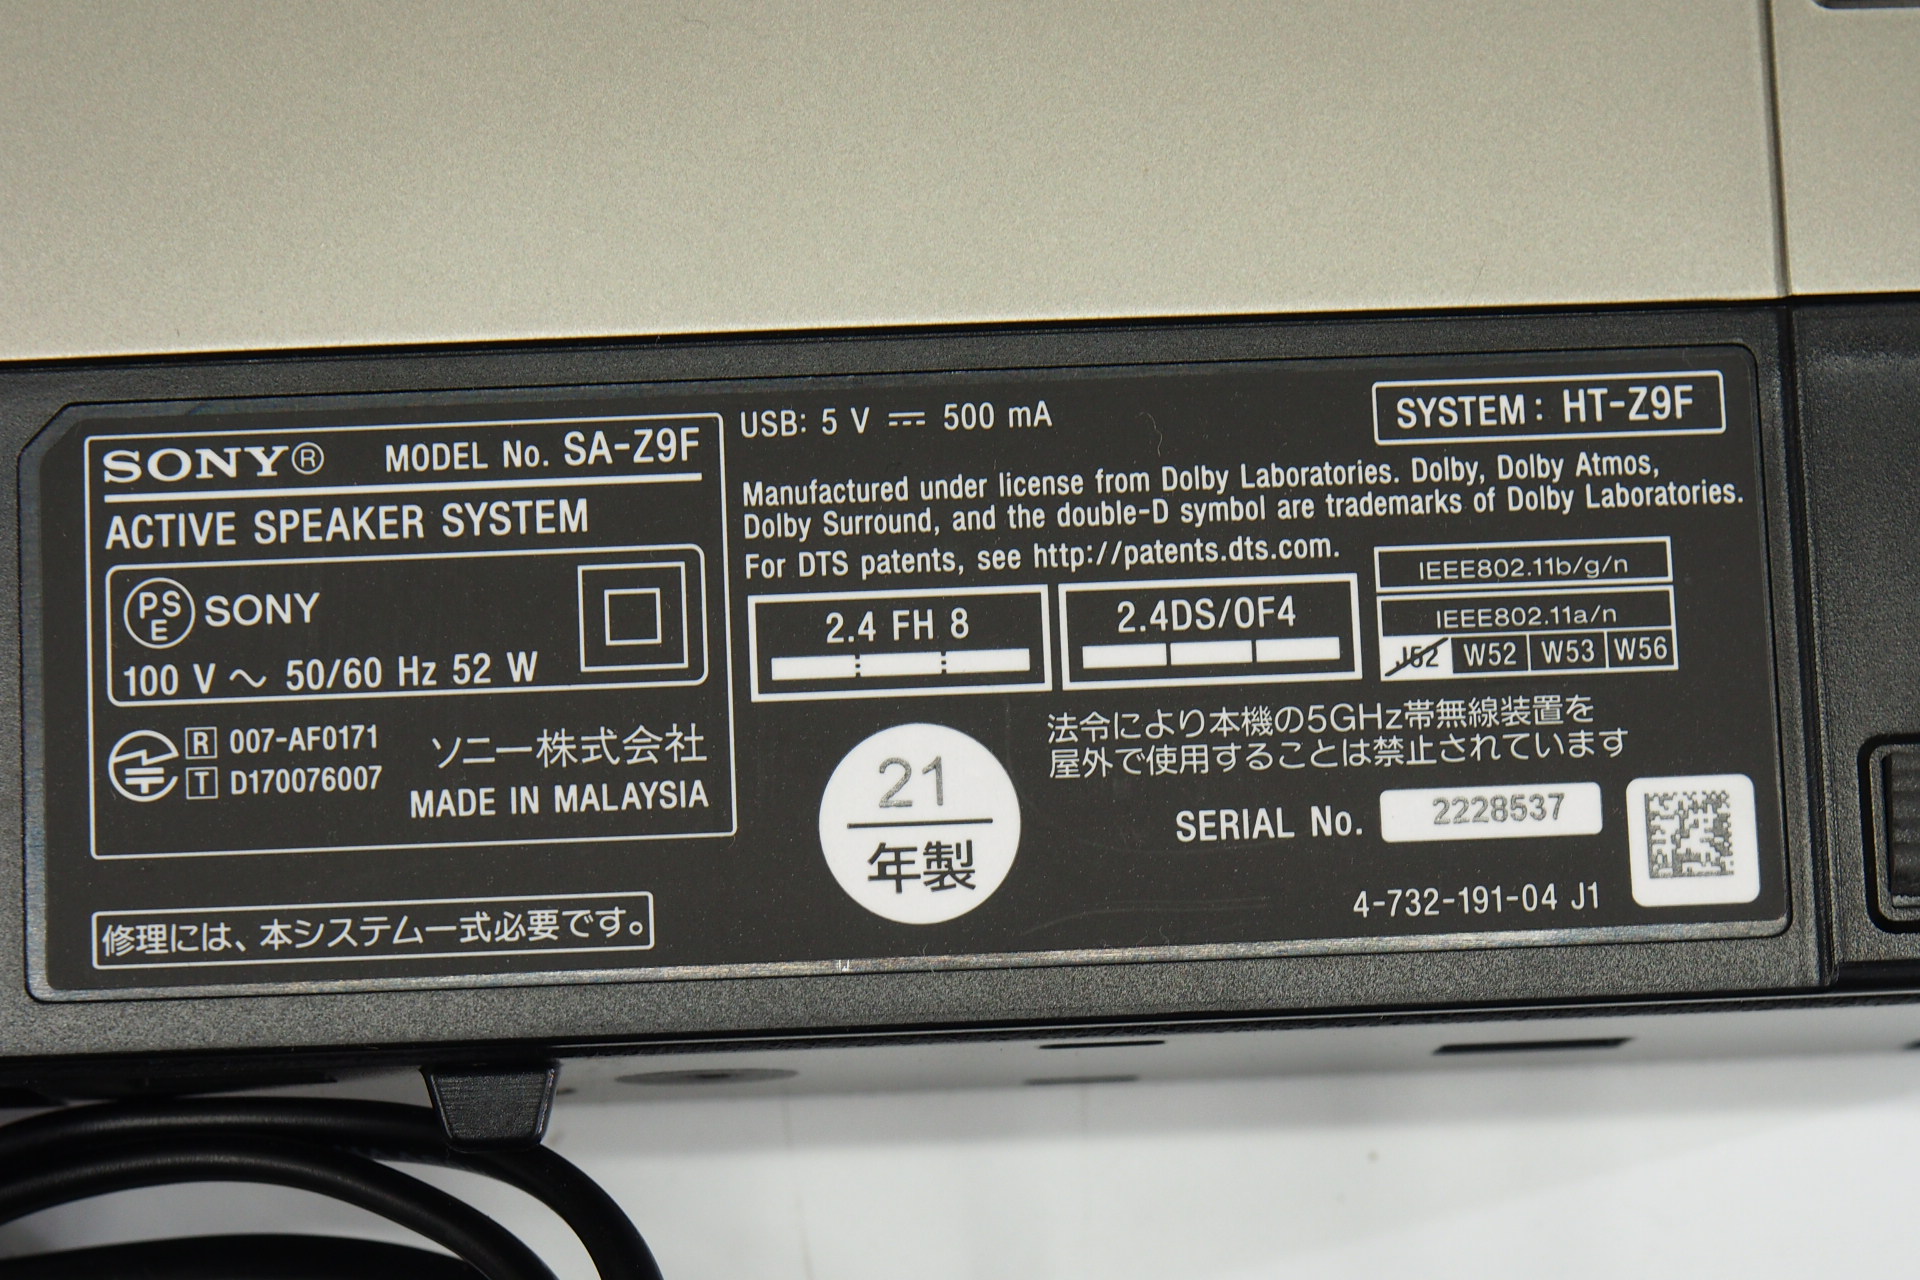 SONY® MODEL No. SA-Z9F
ACTIVE SPEAKER SYSTEM
PSE SONY
100 V ～ 50/60 Hz 52 W
R 007-AF0171
T D170076007
ソニー株式会社
MADE IN MALAYSIA
修理には、本システム一式必要です。
USB: 5 V ⎓ 500 mA
SYSTEM: HT-Z9F
Manufactured under license from Dolby Laboratories. Dolby, Dolby Atmos,
Dolby Surround, and the double-D symbol are trademarks of Dolby Laboratories.
For DTS patents, see http://patents.dts.com.
2.4 FH 8
2.4DS/OF4
IEEE802.11b/g/n
IEEE802.11a/n
J52 W52 W53 W56
法令により本機の5GHz帯無線装置を
屋外で使用することは禁止されています
21
年製
SERIAL No. 2228537
4-732-191-04 J1